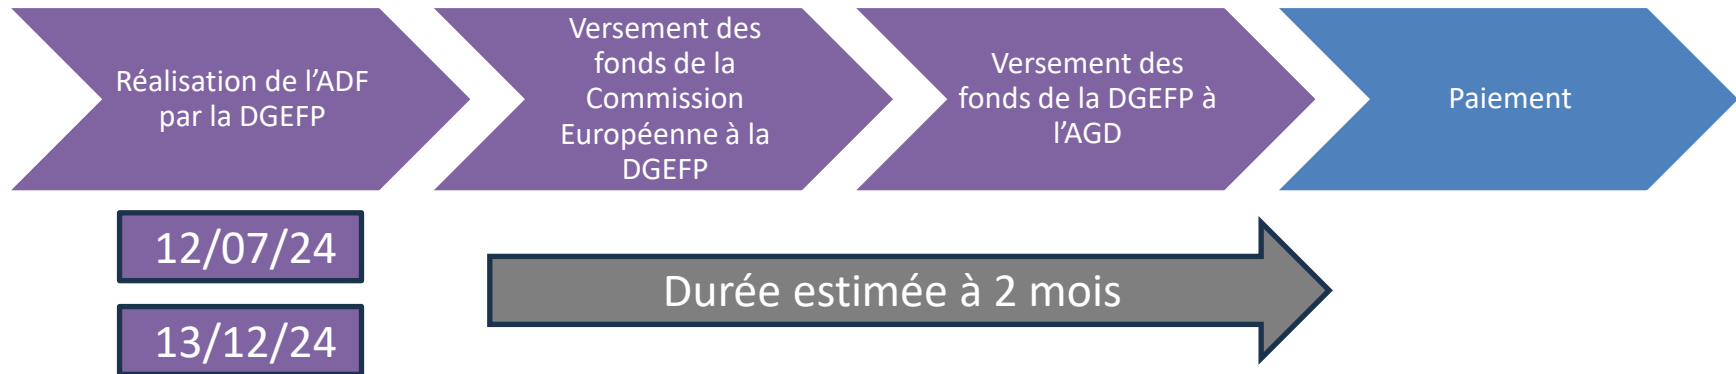 Réalisation de l’ADF
par la DGEFP
Versement des
fonds de la
Commission
Européenne à la
DGEFP
Versement des
fonds de la DGEFP à
l’AGD
Paiement
12/07/24
13/12/24
Durée estimée à 2 mois